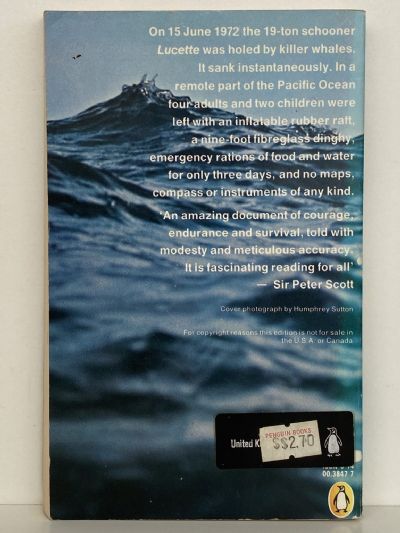 On 15 June 1972 the 19-ton schooner
Lucette was holed by killer whales.
It sank instantaneously. In a
remote part of the Pacific Ocean
four adults and two children were
left with an inflatable rubber raft,
a nine-foot fibreglass dinghy,
emergency rations of food and water
for only three days, and no maps,
compass or instruments of any kind.
'An amazing document of courage,
endurance and survival, told with
modesty and meticulous accuracy.
It is fascinating reading for all'
— Sir Peter Scott
Cover photograph by Humphrey Sutton
For copyright reasons this edition is not for sale in
the U.S.A. or Canada
PENGUIN BOOKS
S$2.70
United
00.3847 7